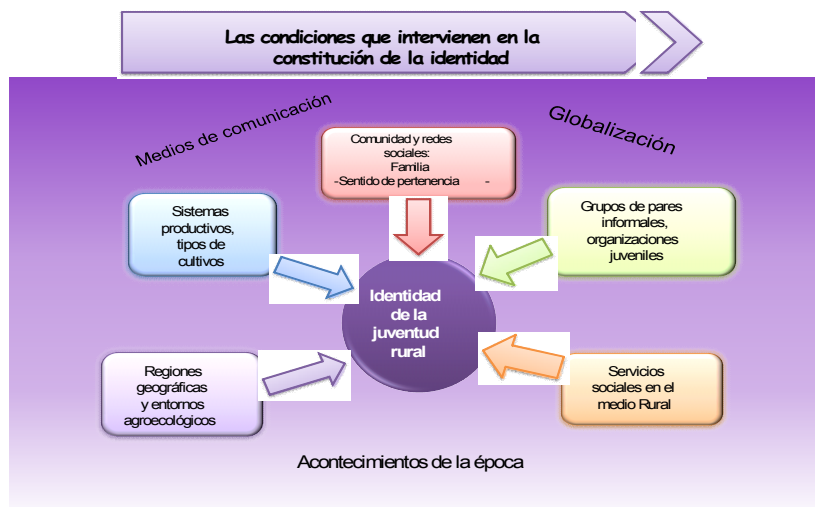 Las condiciones que intervienen en la
constitución de la identidad
Medios de comunicación
Globalización
Comunidad y redes
sociales:
Familia
-Sentido de pertenencia -
Sistemas
productivos,
tipos de
cultivos
Grupos de pares
informales,
organizaciones
juveniles
Identidad
de la
juventud
rural
Regiones
geográficas
y entornos
agroecológicos
Servicios
sociales en el
medio Rural
Acontecimientos de la época